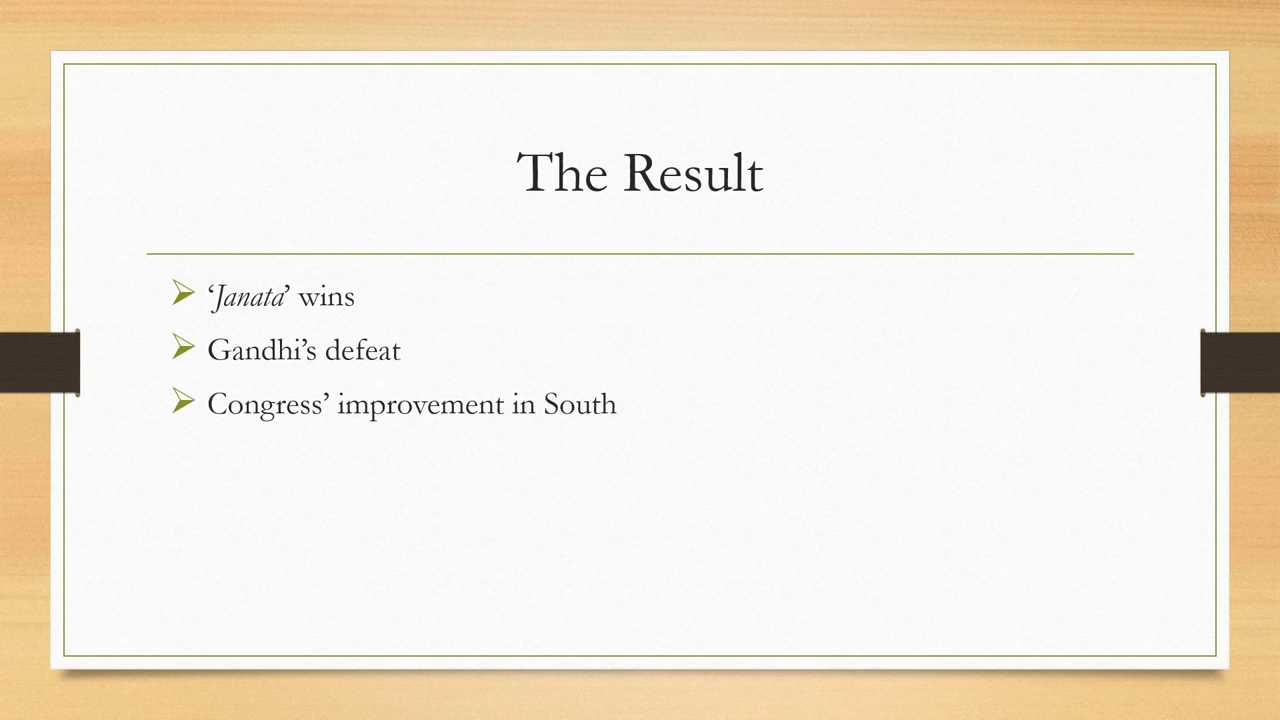 The Result
‘Janata’ wins
Gandhi’s defeat
Congress’ improvement in South